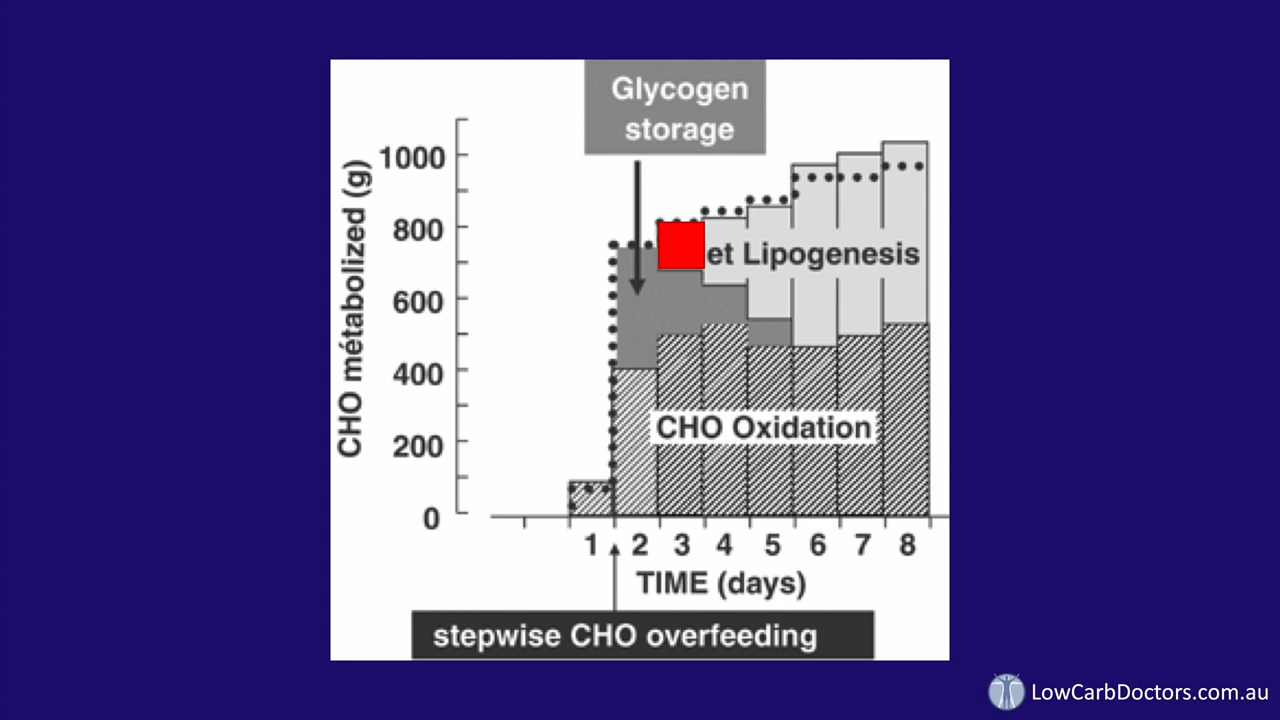 Glycogen
storage
CHO métabolized (g)
1000
800
600
400
200
0
et Lipogenesis
CHO Oxidation
1 2 3 4 5 6 7 8
TIME (days)
stepwise CHO overfeeding
LowCarbDoctors.com.au